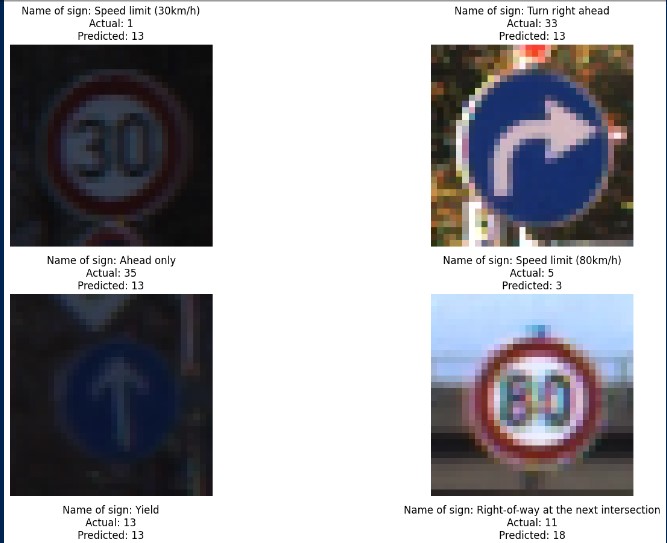 Name of sign: Speed limit (30km/h)
Actual: 1
Predicted: 13
Name of sign: Turn right ahead
Actual: 33
Predicted: 13
30
Name of sign: Ahead only
Actual: 35
Predicted: 13
Name of sign: Speed limit (80km/h)
Actual: 5
Predicted: 3
80
Name of sign: Yield
Actual: 13
Predicted: 13
Name of sign: Right-of-way at the next intersection
Actual: 11
Predicted: 18